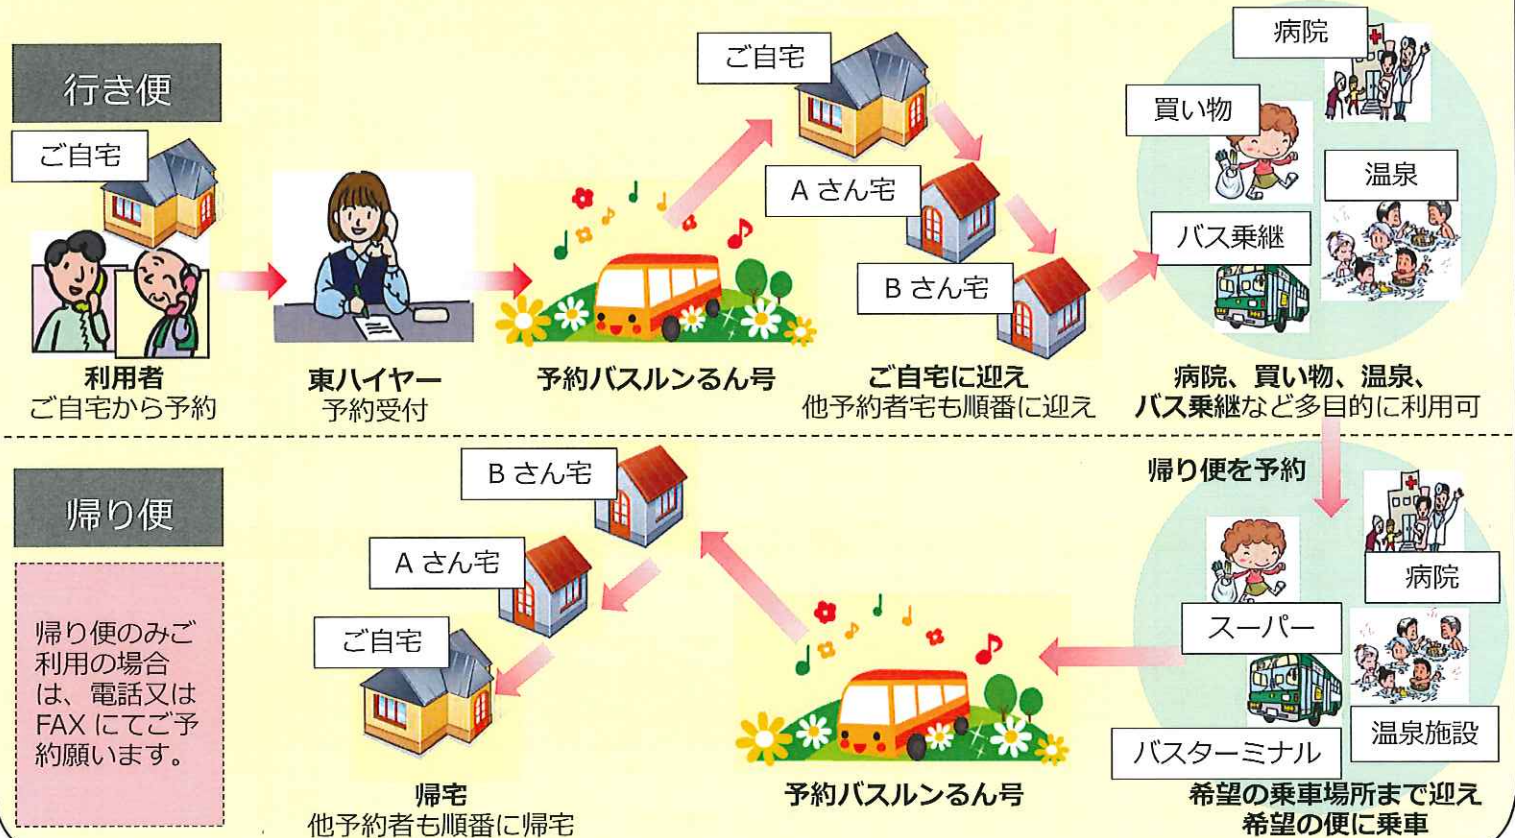 行き便
ご自宅
利用者
ご自宅から予約
東ハイヤー
予約受付
予約バスルンるん号
ご自宅
A さん宅
B さん宅
ご自宅に迎え
他予約者宅も順番に迎え
病院
買い物
温泉
バス乗継
病院、買い物、温泉、
バス乗継など多目的に利用可
帰り便
帰り便のみご
利用の場合
は、電話又は
FAX にてご予
約願います。
帰り便を予約
病院
スーパー
温泉施設
バスターミナル
希望の乗車場所まで迎え
希望の便に乗車
予約バスルンるん号
B さん宅
A さん宅
ご自宅
帰宅
他予約者も順番に帰宅